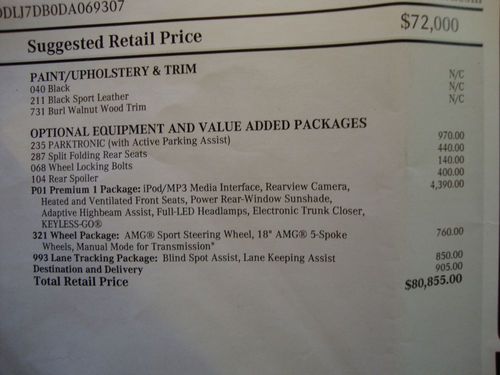 DDLJ7DB0DA069307
Suggested Retail Price $72,000
PAINT/UPHOLSTERY & TRIM
040 Black N/C
211 Black Sport Leather N/C
731 Burl Walnut Wood Trim N/C
OPTIONAL EQUIPMENT AND VALUE ADDED PACKAGES
235 PARKTRONIC (with Active Parking Assist) 970.00
287 Split Folding Rear Seats 440.00
068 Wheel Locking Bolts 140.00
104 Rear Spoiler 400.00
P01 Premium 1 Package: iPod/MP3 Media Interface, Rearview Camera, 4,390.00
Heated and Ventilated Front Seats, Power Rear-Window Sunshade,
Adaptive Highbeam Assist, Full-LED Headlamps, Electronic Trunk Closer,
KEYLESS-GO®
321 Wheel Package: AMG® Sport Steering Wheel, 18" AMG® 5-Spoke 760.00
Wheels, Manual Mode for Transmission*
993 Lane Tracking Package: Blind Spot Assist, Lane Keeping Assist 850.00
Destination and Delivery 905.00
Total Retail Price $80,855.00